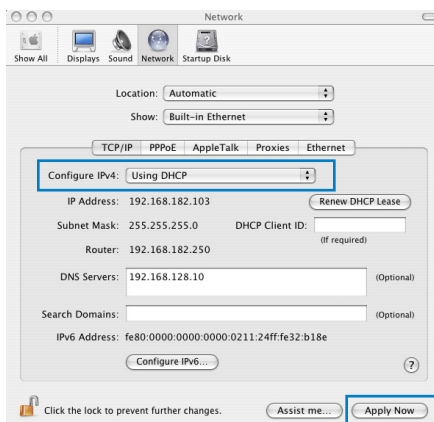 Network
Show All Displays Sound Network Startup Disk
Location: Automatic
Show: Built-in Ethernet
TCP/IP PPPoE AppleTalk Proxies Ethernet
Configure IPv4: Using DHCP
IP Address: 192.168.182.103 Renew DHCP Lease
Subnet Mask: 255.255.255.0 DHCP Client ID:
(If required)
Router: 192.168.182.250
DNS Servers: 192.168.128.10 (Optional)
Search Domains: (Optional)
IPv6 Address: fe80:0000:0000:0000:0211:24ff:fe32:b18e
Configure IPv6... ?
Click the lock to prevent further changes. Assist me... Apply Now